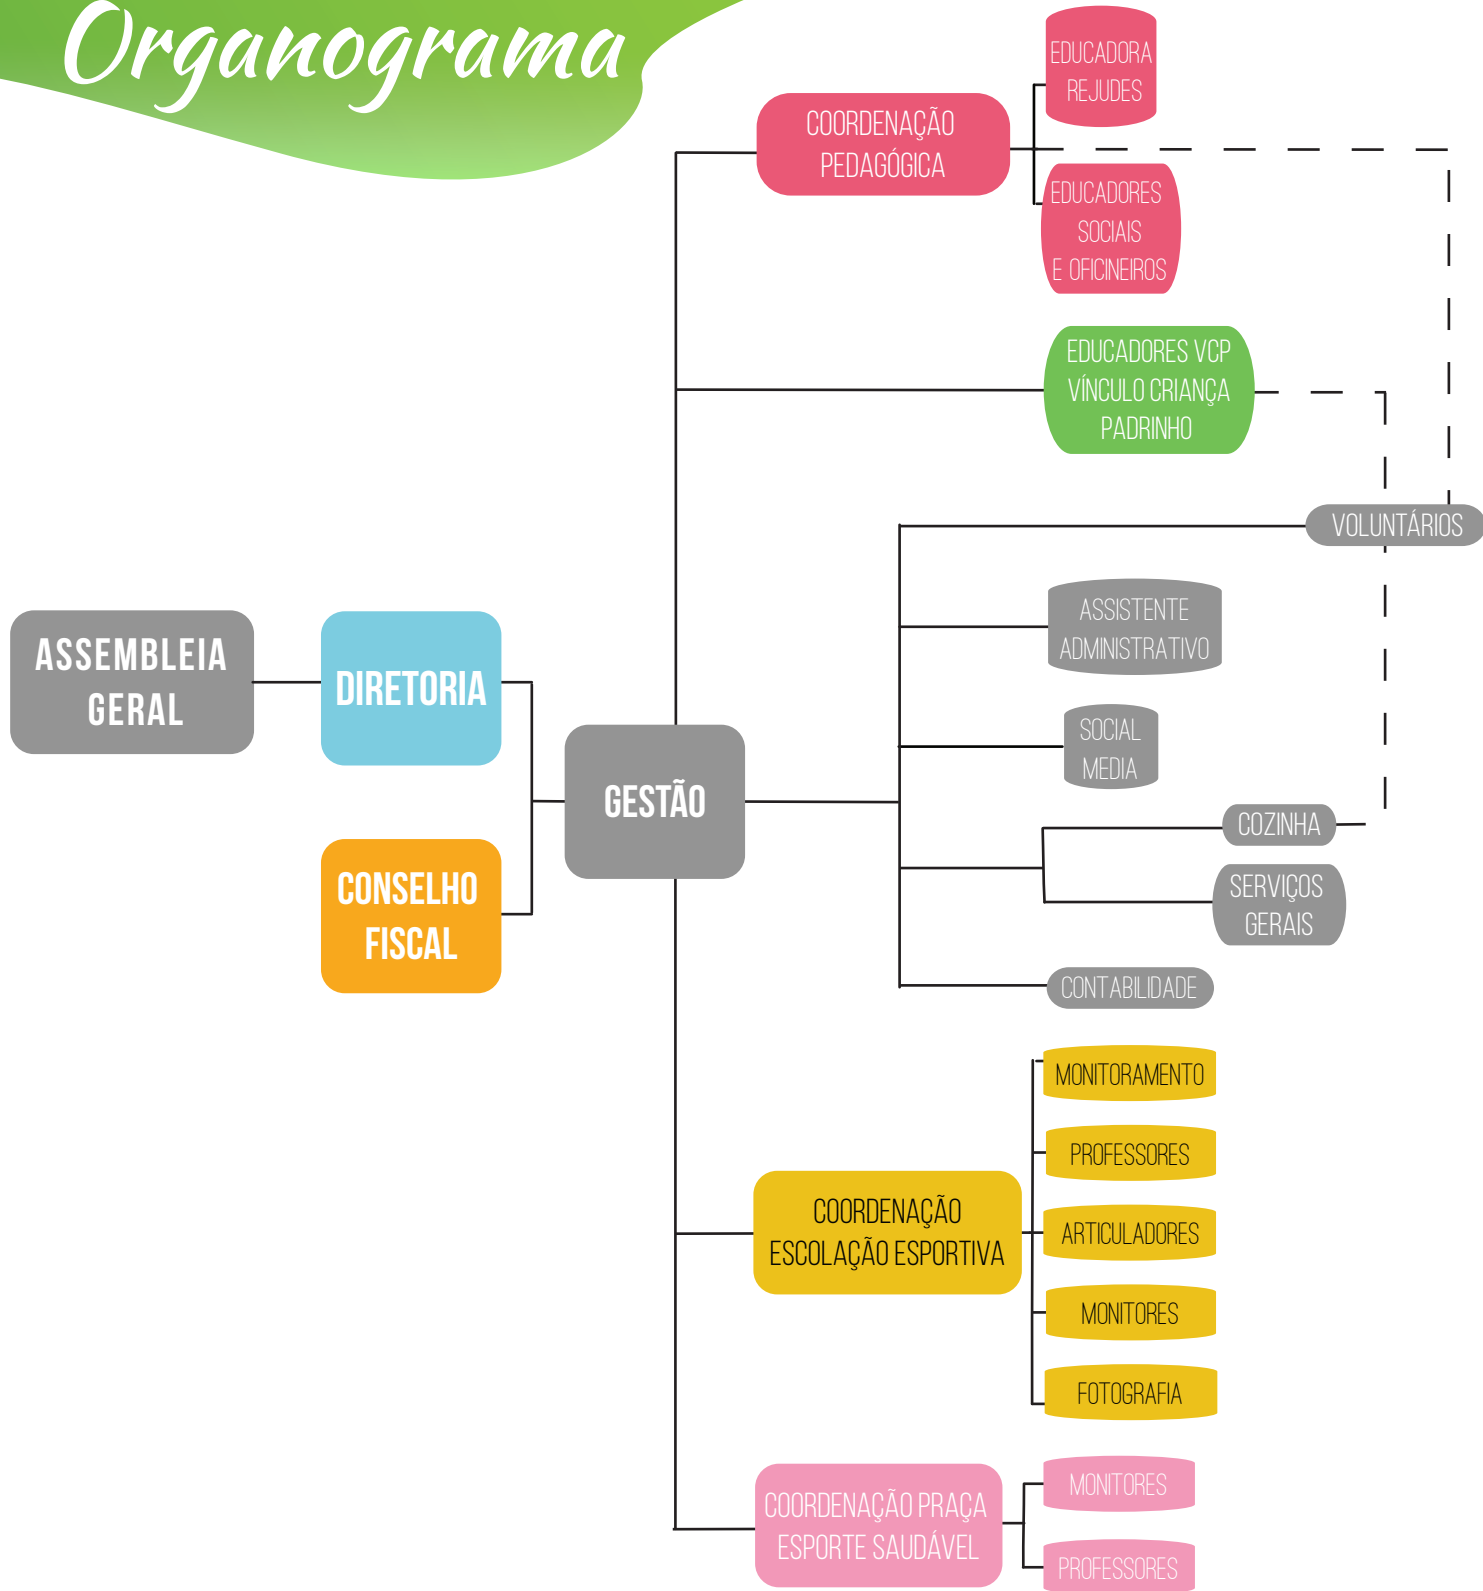 Organograma
EDUCADORA
REJUDES
COORDENAÇÃO
PEDAGÓGICA
EDUCADORES
SOCIAIS
E OFICINEIROS
EDUCADORES VCP
VÍNCULO CRIANÇA
PADRINHO
VOLUNTÁRIOS
ASSISTENTE
ADMINISTRATIVO
ASSEMBLEIA
GERAL
DIRETORIA
SOCIAL
MEDIA
GESTÃO
COZINHA
CONSELHO
FISCAL
SERVIÇOS
GERAIS
CONTABILIDADE
MONITORAMENTO
PROFESSORES
COORDENAÇÃO
ESCOLAÇÃO ESPORTIVA
ARTICULADORES
MONITORES
FOTOGRAFIA
COORDENAÇÃO PRAÇA
ESPORTE SAUDÁVEL
MONITORES
PROFESSORES